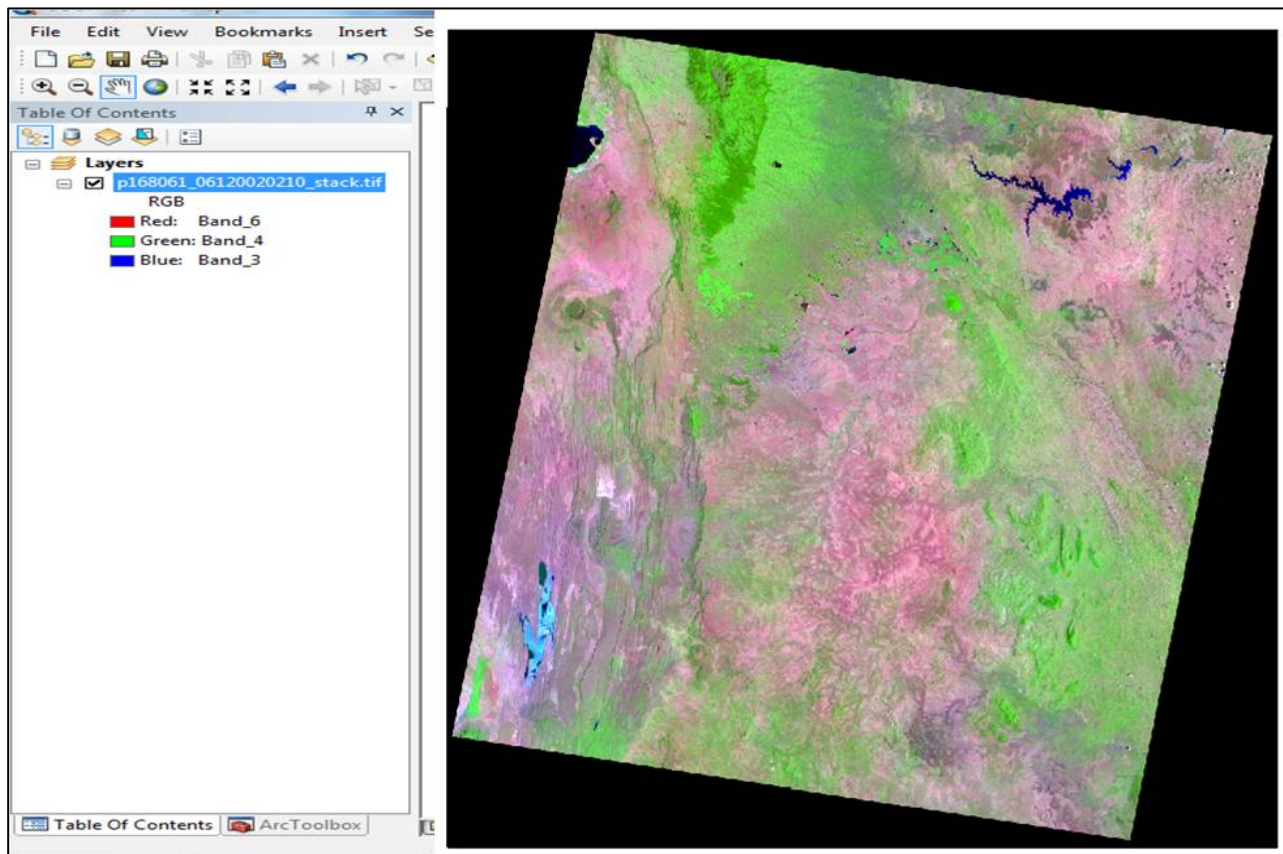 File Edit View Bookmarks Insert Se
Table Of Contents
Layers
p168061_06120020210_stack.tif
RGB
Red: Band_6
Green: Band_4
Blue: Band_3
Table Of Contents ArcToolbox